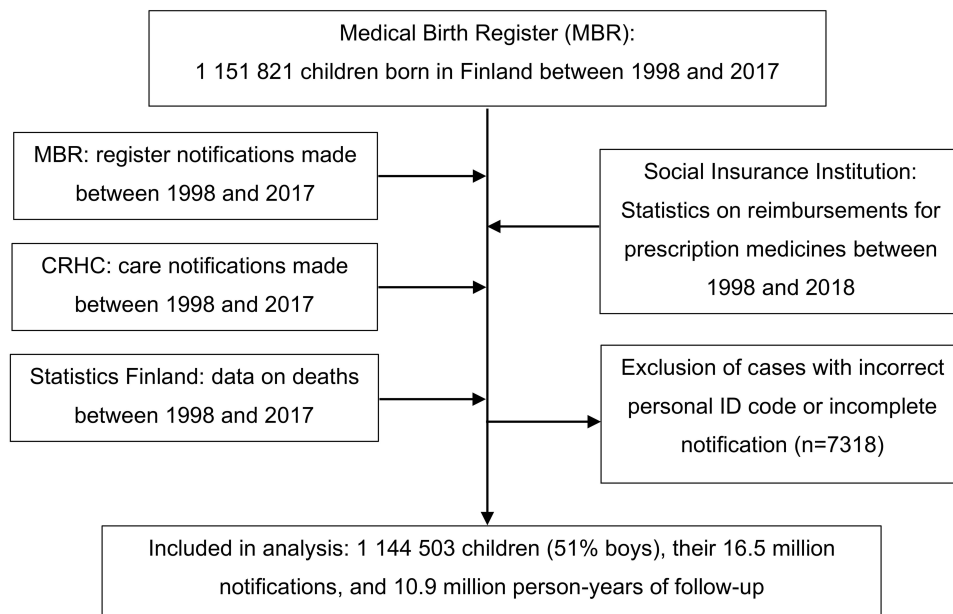 Medical Birth Register (MBR):
1 151 821 children born in Finland between 1998 and 2017
MBR: register notifications made
between 1998 and 2017
Social Insurance Institution:
Statistics on reimbursements for
prescription medicines between
1998 and 2018
CRHC: care notifications made
between 1998 and 2017
Statistics Finland: data on deaths
between 1998 and 2017
Exclusion of cases with incorrect
personal ID code or incomplete
notification (n=7318)
Included in analysis: 1 144 503 children (51% boys), their 16.5 million
notifications, and 10.9 million person-years of follow-up